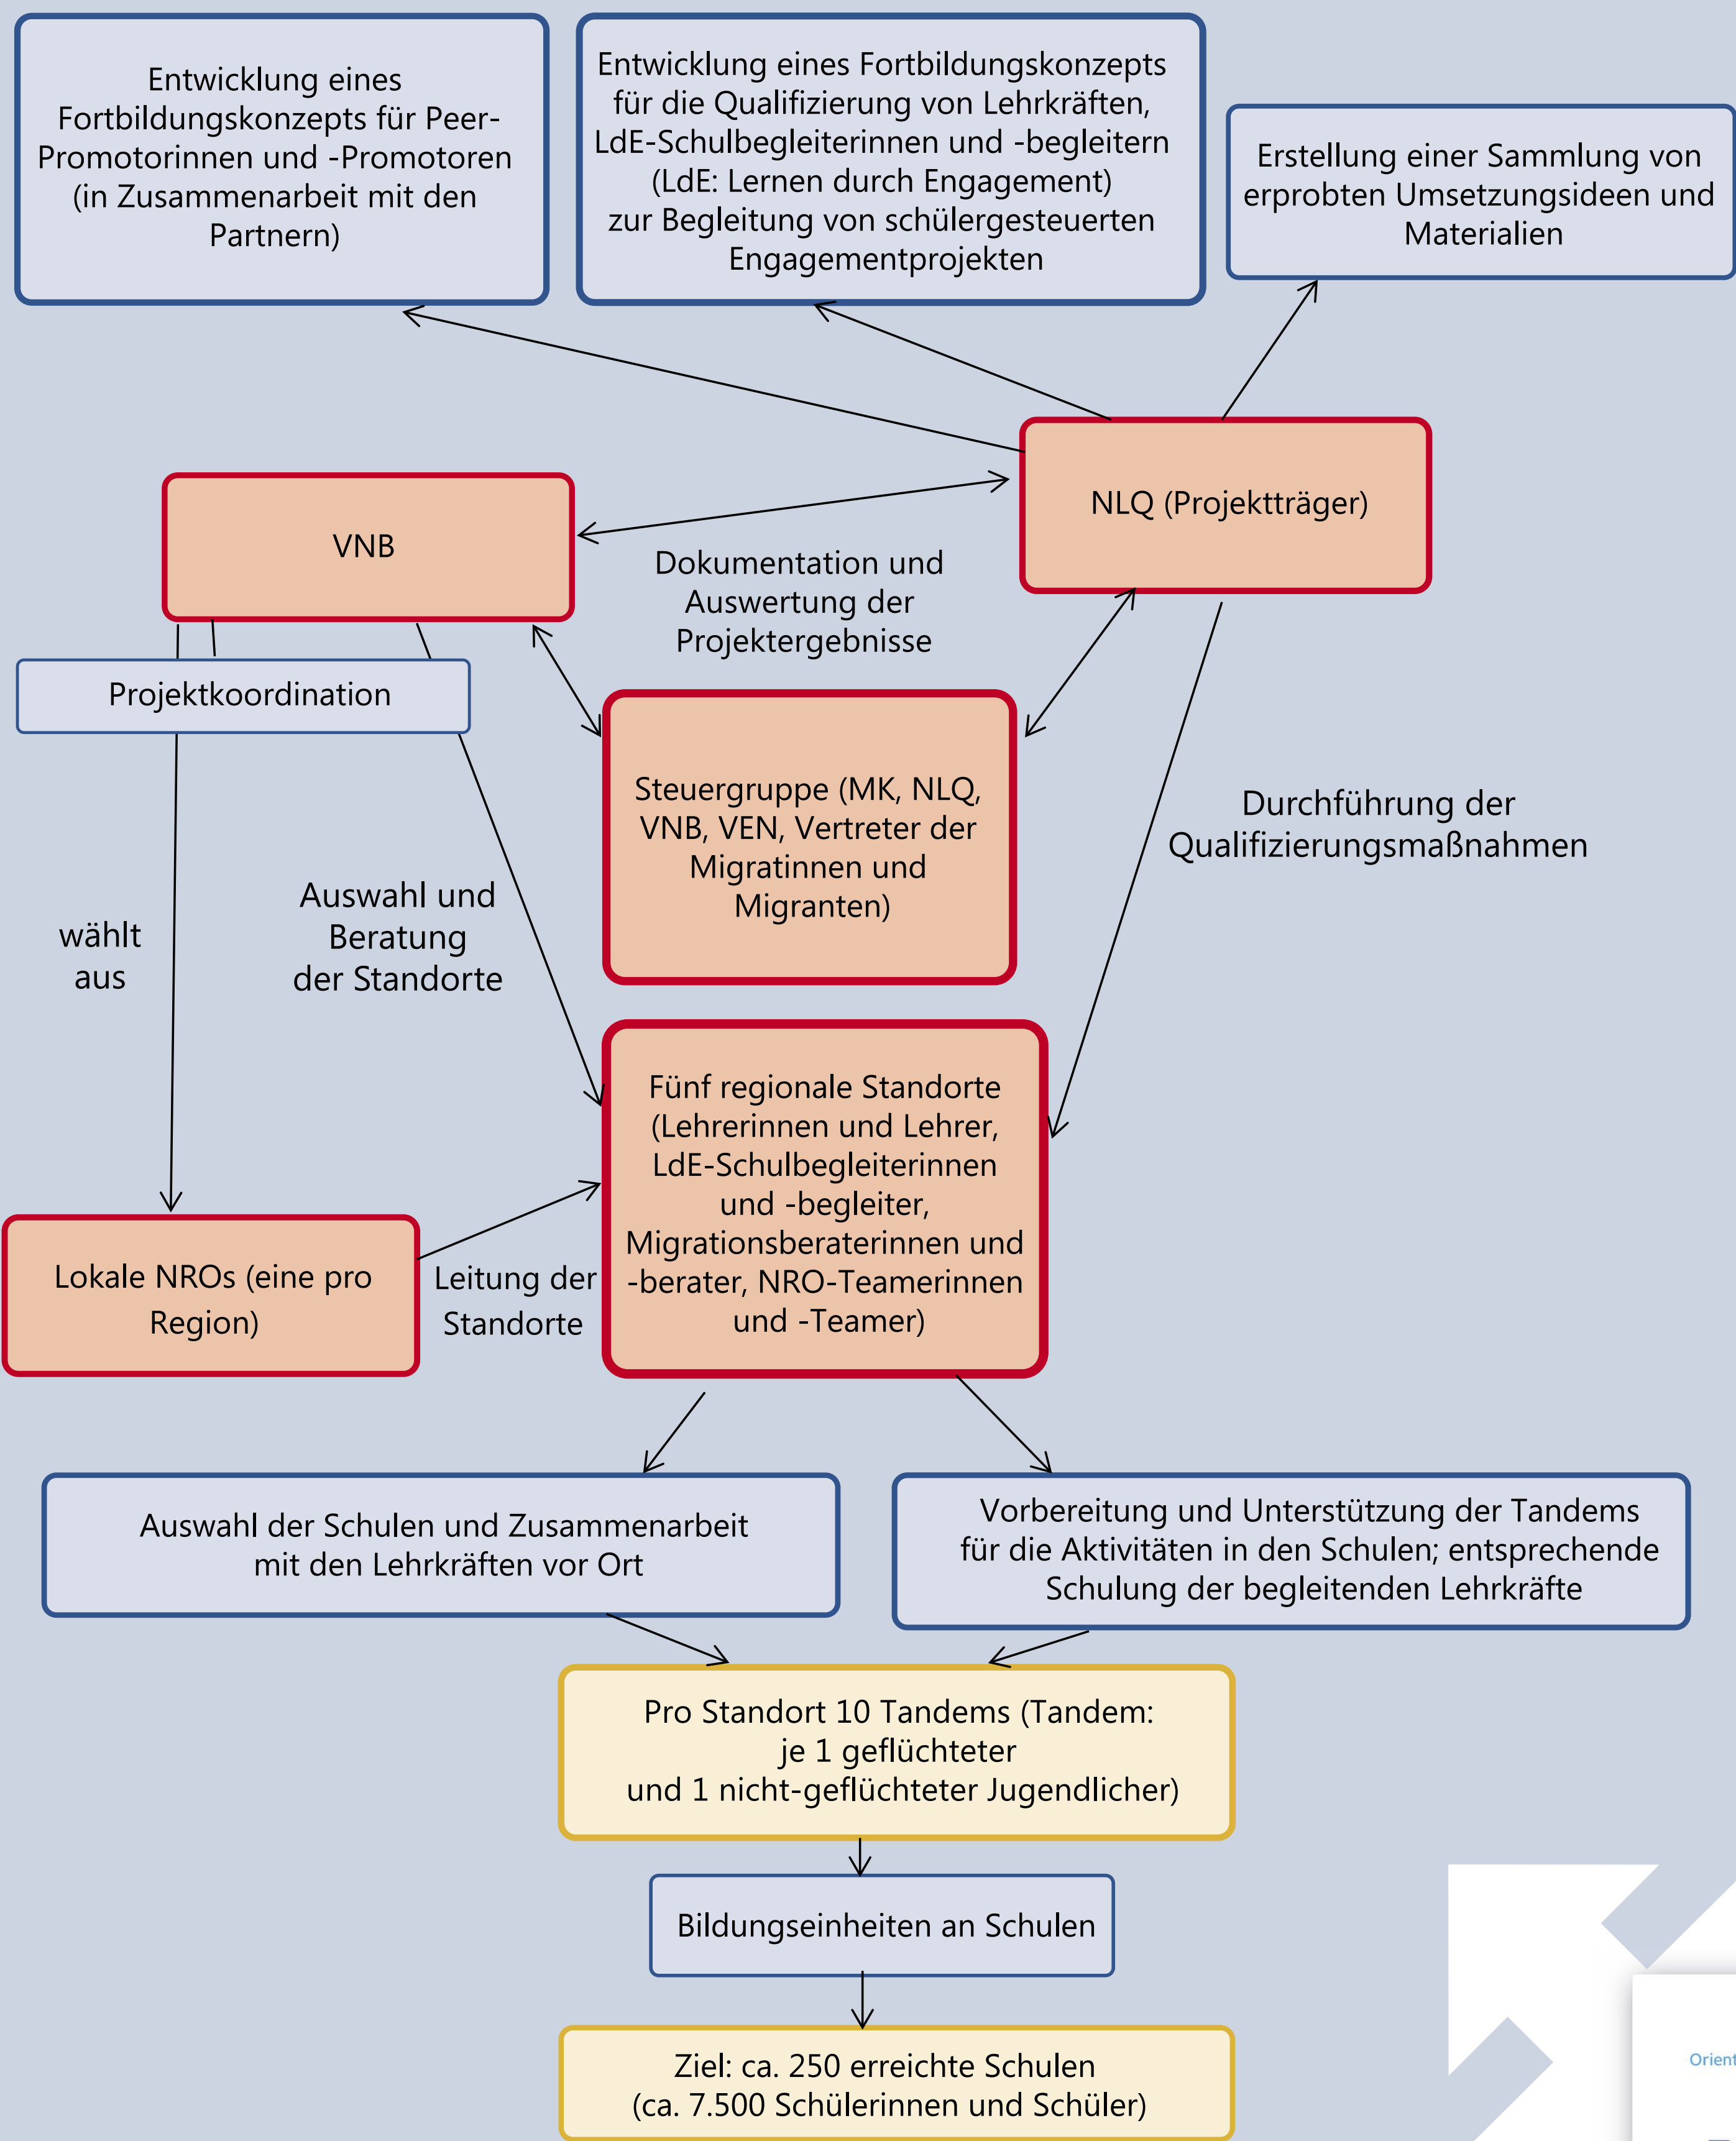 Entwicklung eines
Fortbildungskonzepts für Peer-
Promotorinnen und -Promotoren
(in Zusammenarbeit mit den
Partnern)
Entwicklung eines Fortbildungskonzepts
für die Qualifizierung von Lehrkräften,
LdE-Schulbegleiterinnen und -begleitern
(LdE: Lernen durch Engagement)
zur Begleitung von schülergesteuerten
Engagementprojekten
Erstellung einer Sammlung von
erprobten Umsetzungsideen und
Materialien
NLQ (Projektträger)
VNB
Dokumentation und
Auswertung der
Projektergebnisse
Projektkoordination
Steuergruppe (MK, NLQ,
VNB, VEN, Vertreter der
Migratinnen und
Migranten)
Durchführung der
Qualifizierungsmaßnahmen
wählt
aus
Auswahl und
Beratung
der Standorte
Fünf regionale Standorte
(Lehrerinnen und Lehrer,
LdE-Schulbegleiterinnen
und -begleiter,
Migrationsberaterinnen und
-berater, NRO-Teamerinnen
und -Teamer)
Lokale NROs (eine pro
Region)
Leitung der
Standorte
Auswahl der Schulen und Zusammenarbeit
mit den Lehrkräften vor Ort
Vorbereitung und Unterstützung der Tandems
für die Aktivitäten in den Schulen; entsprechende
Schulung der begleitenden Lehrkräfte
Pro Standort 10 Tandems (Tandem:
je 1 geflüchteter
und 1 nicht-geflüchteter Jugendlicher)
Bildungseinheiten an Schulen
Ziel: ca. 250 erreichte Schulen
(ca. 7.500 Schülerinnen und Schüler)
Orient